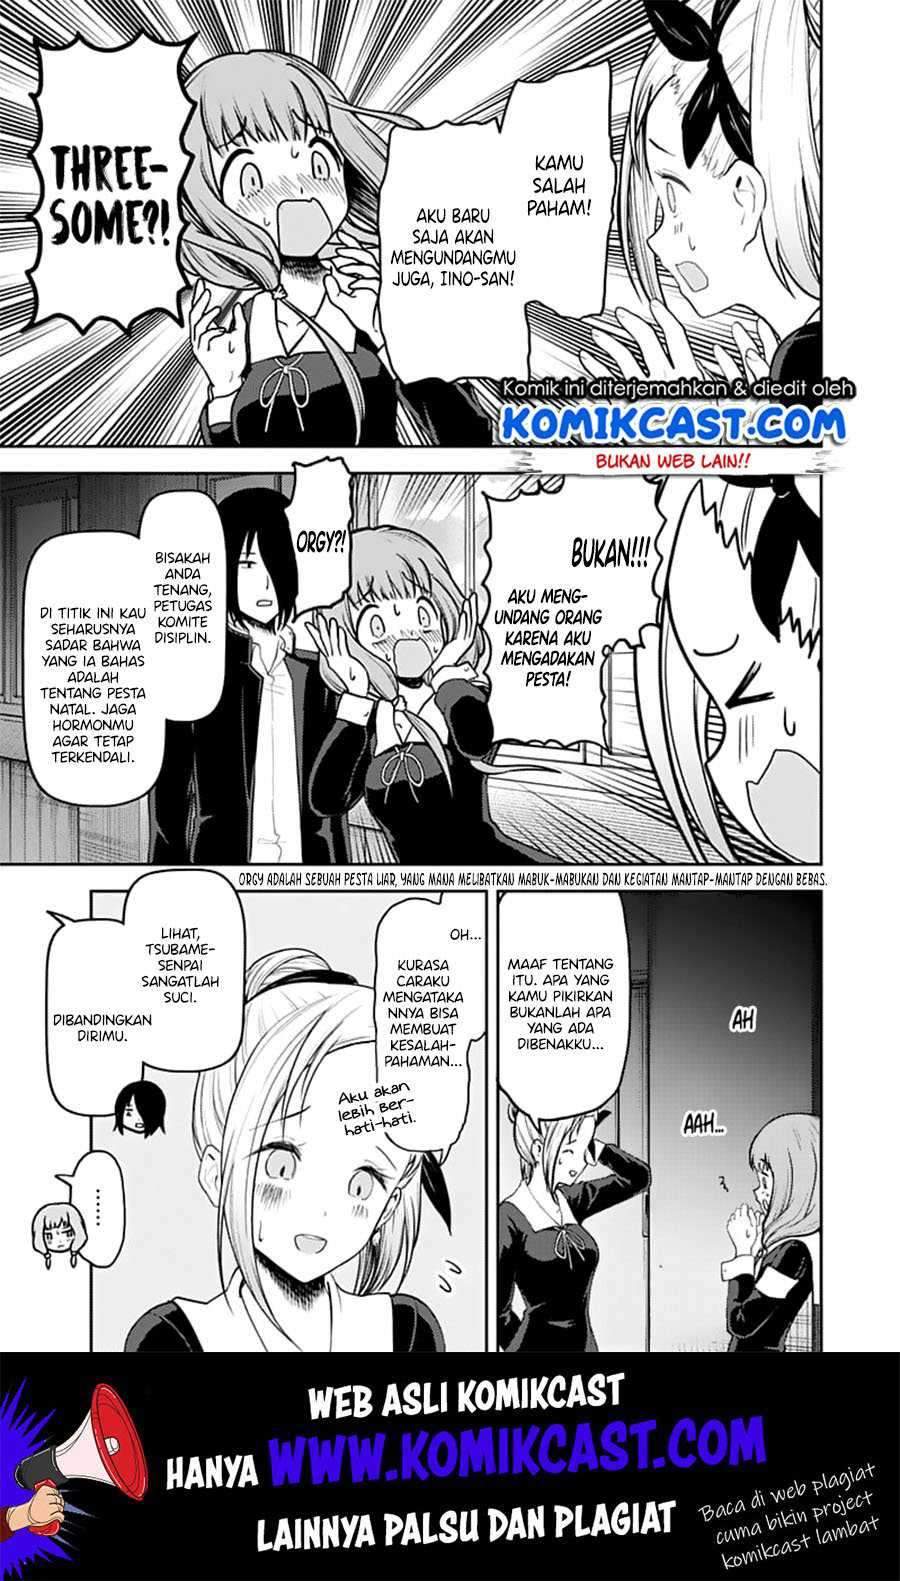 KAMU
SALAH
PAHAM!
AKU BARU
SAJA AKAN
MENGUNDANGMU
JUGA, IINO-SAN!
THREE-
SOME?!
Komik ini diterjemahkan & diedit oleh
KOMIKCAST.COM
BUKAN WEB LAIN!!
BUKAN!!!
AKU MENG-
UNDANG ORANG
KARENA AKU
MENGADAKAN
PESTA!
ORGY?!
BISAKAH
ANDA
TENANG,
PETUGAS
KOMITE
DISIPLIN.
DI TITIK INI KAU
SEHARUSNYA
SADAR BAHWA
YANG IA BAHAS
ADALAH
TENTANG PESTA
NATAL. JAGA
HORMONMU
AGAR TETAP
TERKENDALI.
ORGY ADALAH SEBUAH PESTA LIAR, YANG MANA MELIBATKAN MABUK-MABUKAN DAN KEGIATAN MANTAP-MANTAP DENGAN BEBAS.
AH
AAH...
MAAF TENTANG
ITU. APA YANG
KAMU PIKIRKAN
BUKANLAH APA
YANG ADA
DIBENAKKU...
OH...
KURASA
CARAKU
MENGATAKA
NNYA BISA
MEMBUAT
KESALAH-
PAHAMAN...
Aku akan
lebih ber-
hati-hati.
LIHAT,
TSUBAME-
SENPAI
SANGATLAH
SUCI.
DIBANDINGKAN
DIRIMU.
......
WEB ASLI KOMIKCAST
HANYA WWW.KOMIKCAST.COM
LAINNYA PALSU DAN PLAGIAT
Baca di web plagiat
cuma bikin project
komikcast lambat